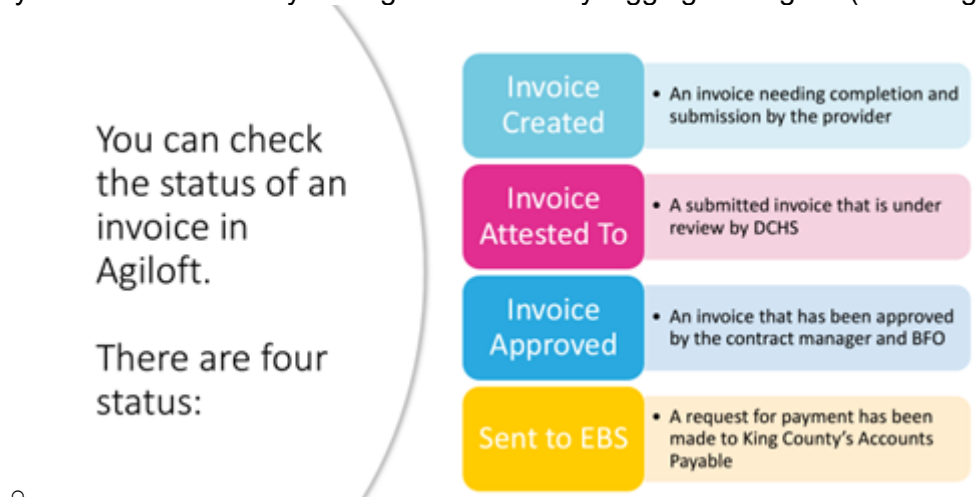 You can check
the status of an
invoice in
Agiloft.
There are four
status:
Invoice
Created
• An invoice needing completion and
submission by the provider
Invoice
Attested To
• A submitted invoice that is under
review by DCHS
Invoice
Approved
• An invoice that has been approved
by the contract manager and BFO
Sent to EBS
• A request for payment has been
made to King County's Accounts
Payable